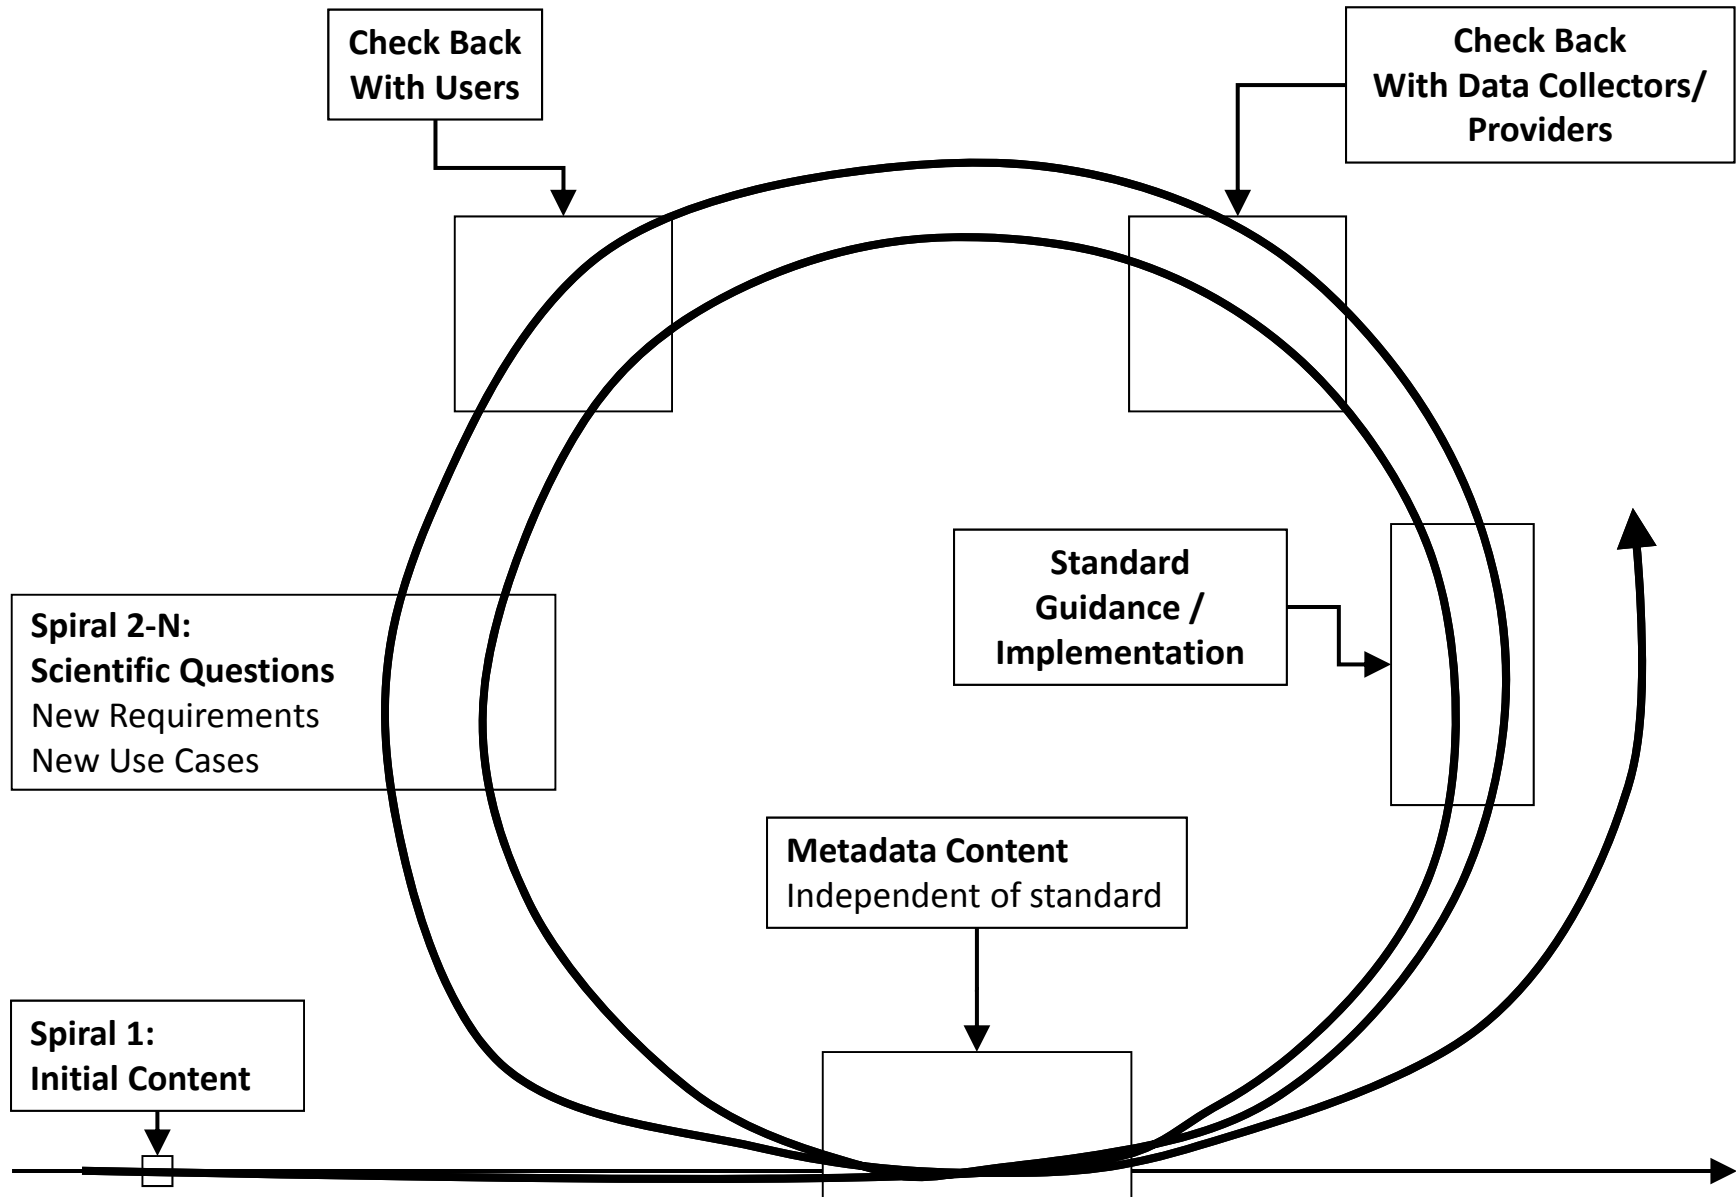 Check Back
With Users
Check Back
With Data Collectors/
Providers
Standard
Guidance /
Implementation
Spiral 2-N:
Scientific Questions
New Requirements
New Use Cases
Metadata Content
Independent of standard
Spiral 1:
Initial Content